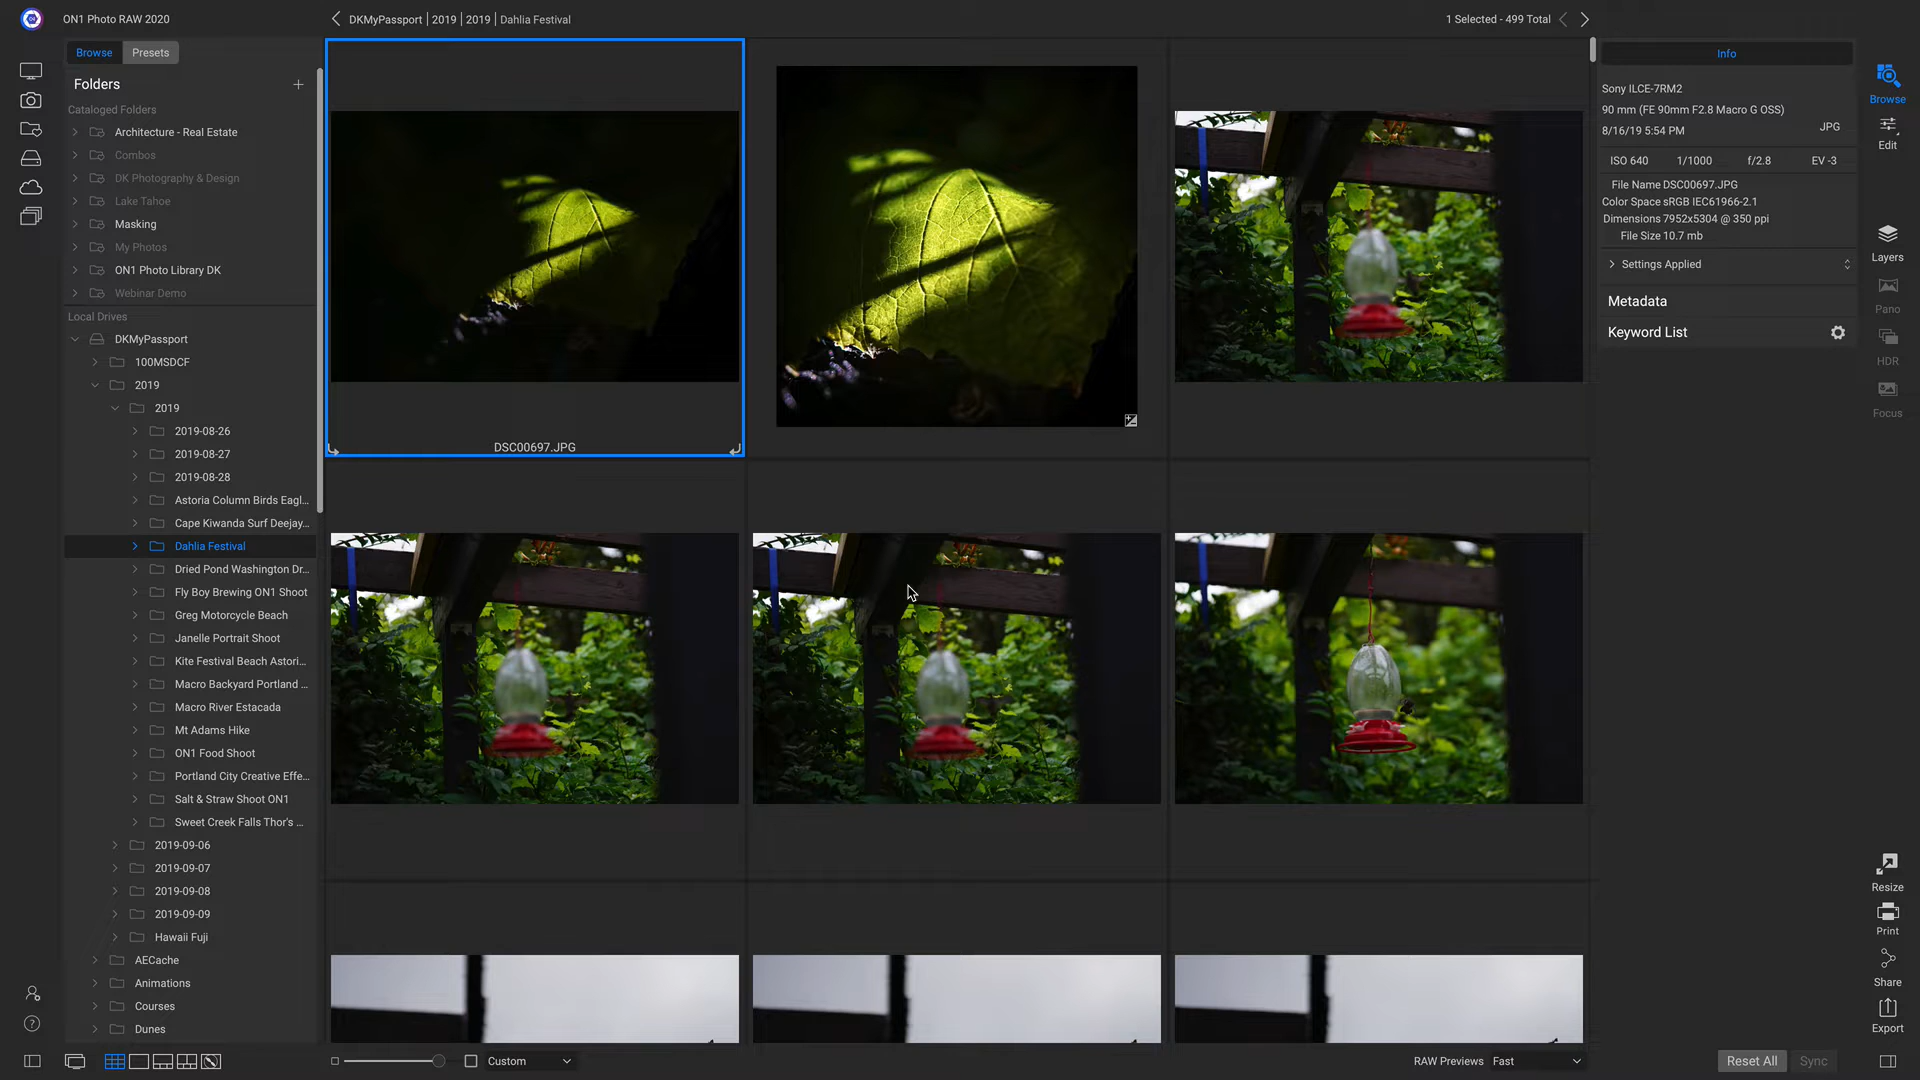 ON1 Photo RAW 2020
DKMyPassport | 2019 | 2019 | Dahlia Festival
1 Selected - 499 Total
Browse
Presets
Folders
Cataloged Folders
Architecture - Real Estate
Combos
DK Photography & Design
Lake Tahoe
Masking
My Photos
ON1 Photo Library DK
Webinar Demo
Local Drives
DKMyPassport
100MSDCF
2019
2019
2019-08-26
2019-08-27
2019-08-28
Astoria Column Birds Eagl...
Cape Kiwanda Surf Deejay...
Dahlia Festival
Dried Pond Washington Dr...
Fly Boy Brewing ON1 Shoot
Greg Motorcycle Beach
Janelle Portrait Shoot
Kite Festival Beach Astori...
Macro Backyard Portland ...
Macro River Estacada
Mt Adams Hike
ON1 Food Shoot
Portland City Creative Effe...
Salt & Straw Shoot ON1
Sweet Creek Falls Thor's ...
2019-09-06
2019-09-07
2019-09-08
2019-09-09
Hawaii Fuji
AECache
Animations
Courses
Dunes
DSC00697.JPG
Custom
RAW Previews Fast
Info
Sony ILCE-7RM2
90 mm (FE 90mm F2.8 Macro G OSS)
8/16/19 5:54 PM
JPG
ISO 640 1/1000 f/2.8 EV -3
File Name DSC00697.JPG
Color Space sRGB IEC61966-2.1
Dimensions 7952x5304 @ 350 ppi
File Size 10.7 mb
Settings Applied
Metadata
Keyword List
Reset All
Sync
Browse
Edit
Layers
Pano
HDR
Focus
Resize
Print
Share
Export